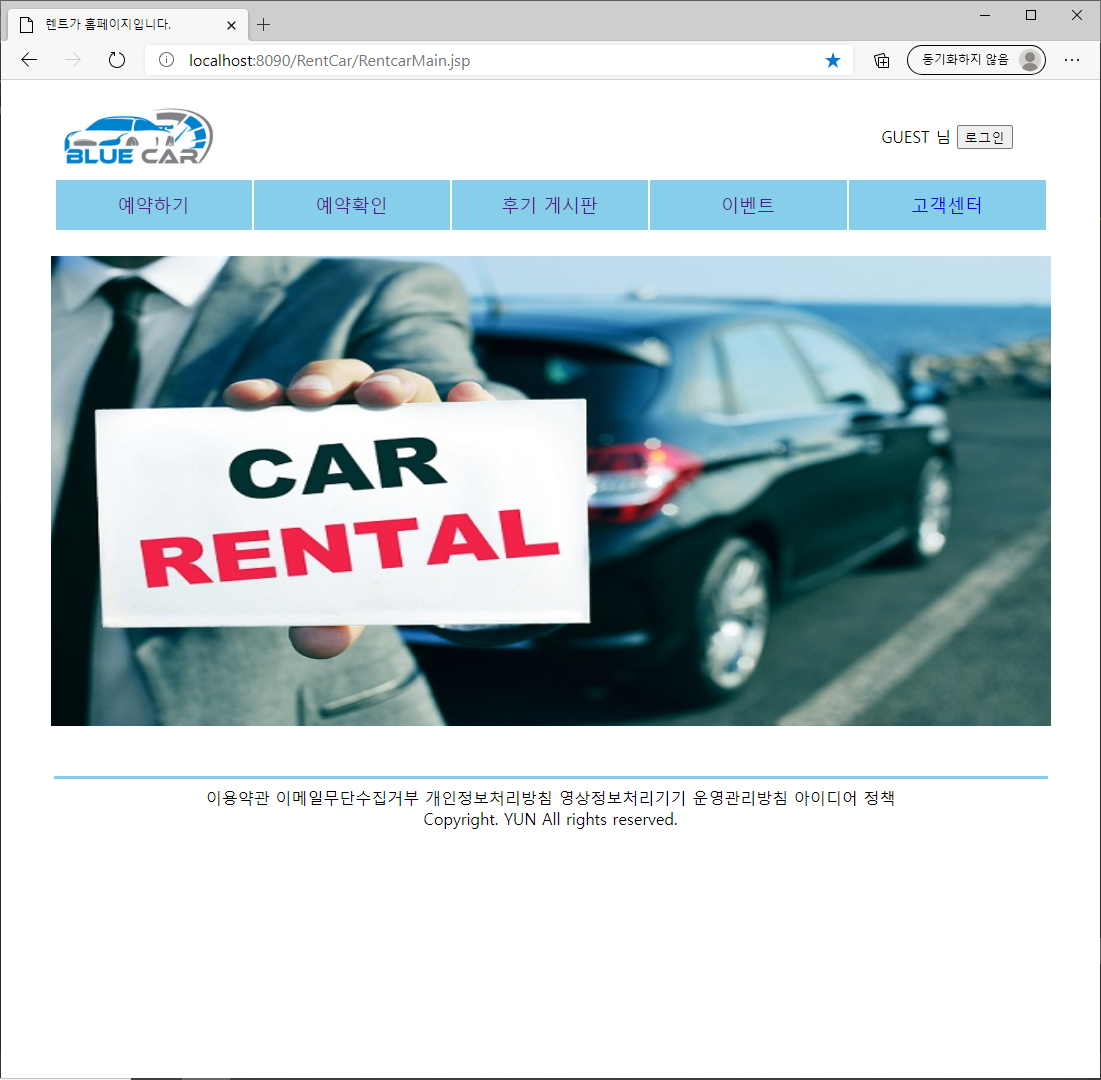 렌트가 홈페이지입니다.
localhost:8090/RentCar/RentcarMain.jsp
동기화하지 않음
BLUE CAR
GUEST 님 로그인
예약하기 예약확인 후기 게시판 이벤트 고객센터
CAR
RENTAL
이용약관 이메일무단수집거부 개인정보처리방침 영상정보처리기기 운영관리방침 아이디어 정책
Copyright. YUN All rights reserved.